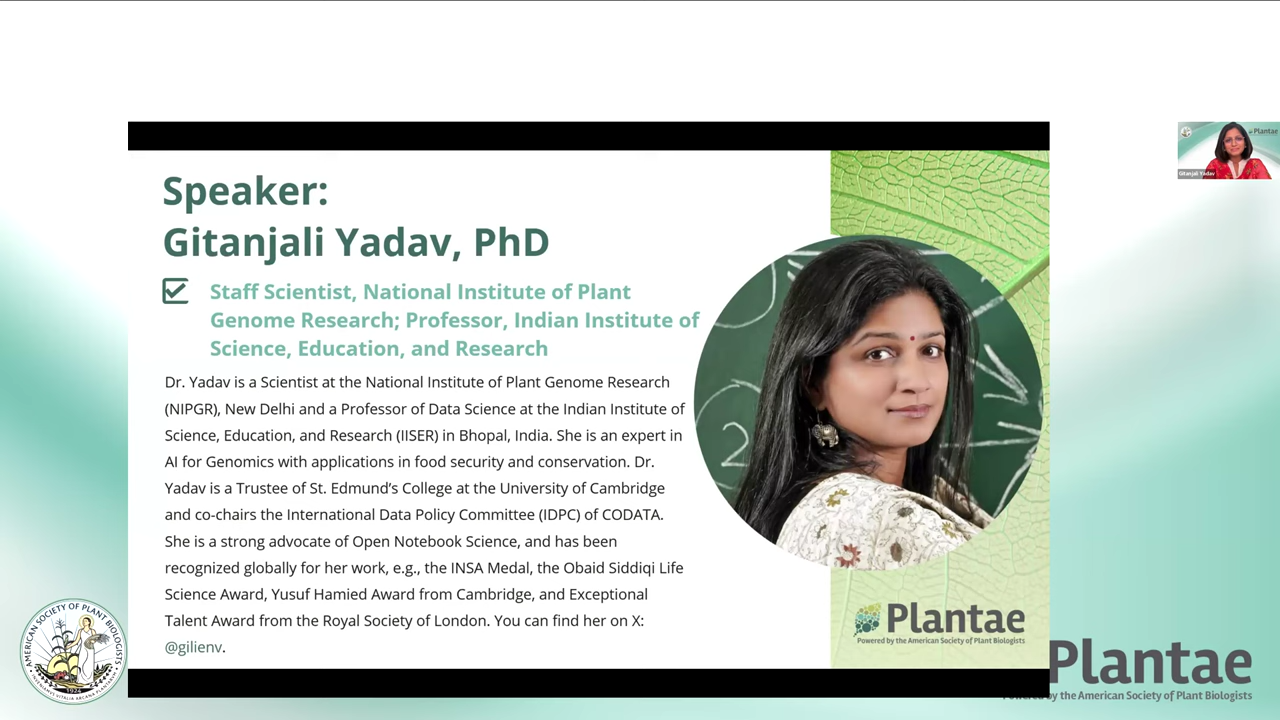 Speaker:
Gitanjali Yadav, PhD
Staff Scientist, National Institute of Plant
Genome Research; Professor, Indian Institute of
Science, Education, and Research
Dr. Yadav is a Scientist at the National Institute of Plant Genome Research
(NIPGR), New Delhi and a Professor of Data Science at the Indian Institute of
Science, Education, and Research (IISER) in Bhopal, India. She is an expert in
AI for Genomics with applications in food security and conservation. Dr.
Yadav is a Trustee of St. Edmund’s College at the University of Cambridge
and co-chairs the International Data Policy Committee (IDPC) of CODATA.
She is a strong advocate of Open Notebook Science, and has been
recognized globally for her work, e.g., the INSA Medal, the Obaid Siddiqi Life
Science Award, Yusuf Hamied Award from Cambridge, and Exceptional
Talent Award from the Royal Society of London. You can find her on X:
@gilienv.
2
Plantae
Powered by the American Society of Plant Biologists
Plantae
Gitanjali Yadav
AMERICAN SOCIETY OF PLANT BIOLOGISTS
1924
Plantae
by the American Society of Plant Biologists